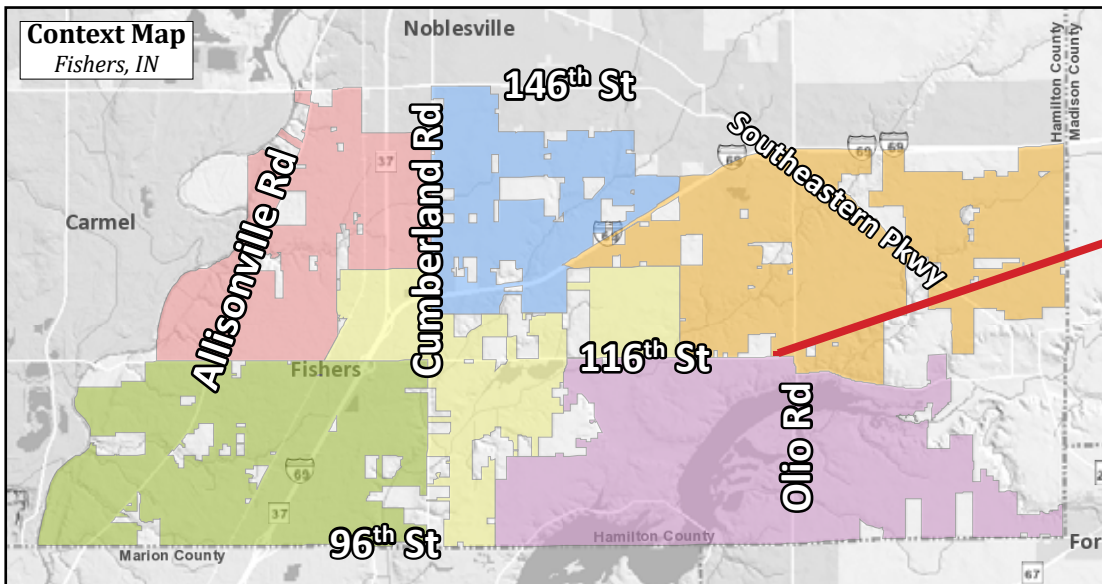 Context Map
Fishers, IN
Noblesville
146th St
Hamilton County
Madison County
Cumberland Rd
Southeastern Pkwy
69
69
69
37
Allisonville Rd
Carmel
69
116th St
Fishers
Olio Rd
69
37
96th St
Hamilton County
Marion County
For
67